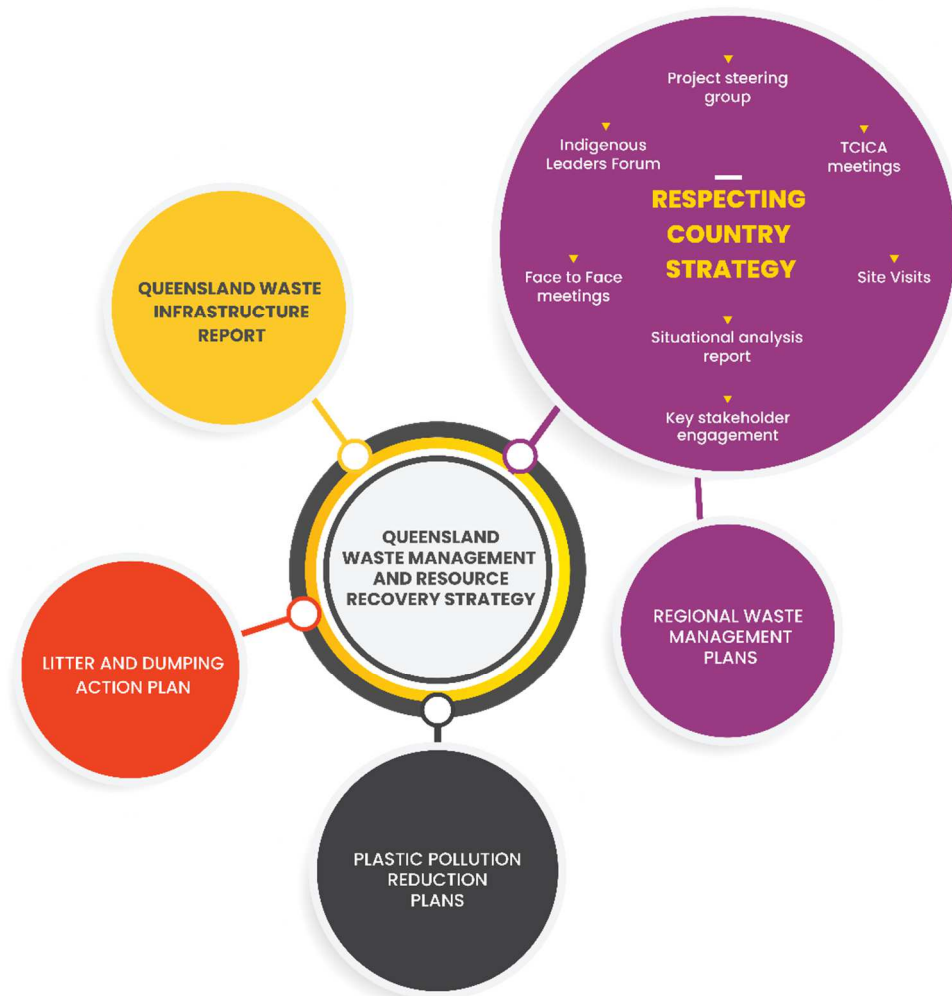 Project steering
group
Indigenous
Leaders Forum
TCICA
meetings
RESPECTING
COUNTRY
STRATEGY
Face to Face
meetings
Site Visits
Situational analysis
report
Key stakeholder
engagement
QUEENSLAND WASTE
INFRASTRUCTURE
REPORT
QUEENSLAND
WASTE MANAGEMENT
AND RESOURCE
RECOVERY STRATEGY
REGIONAL WASTE
MANAGEMENT
PLANS
LITTER AND DUMPING
ACTION PLAN
PLASTIC POLLUTION
REDUCTION
PLANS